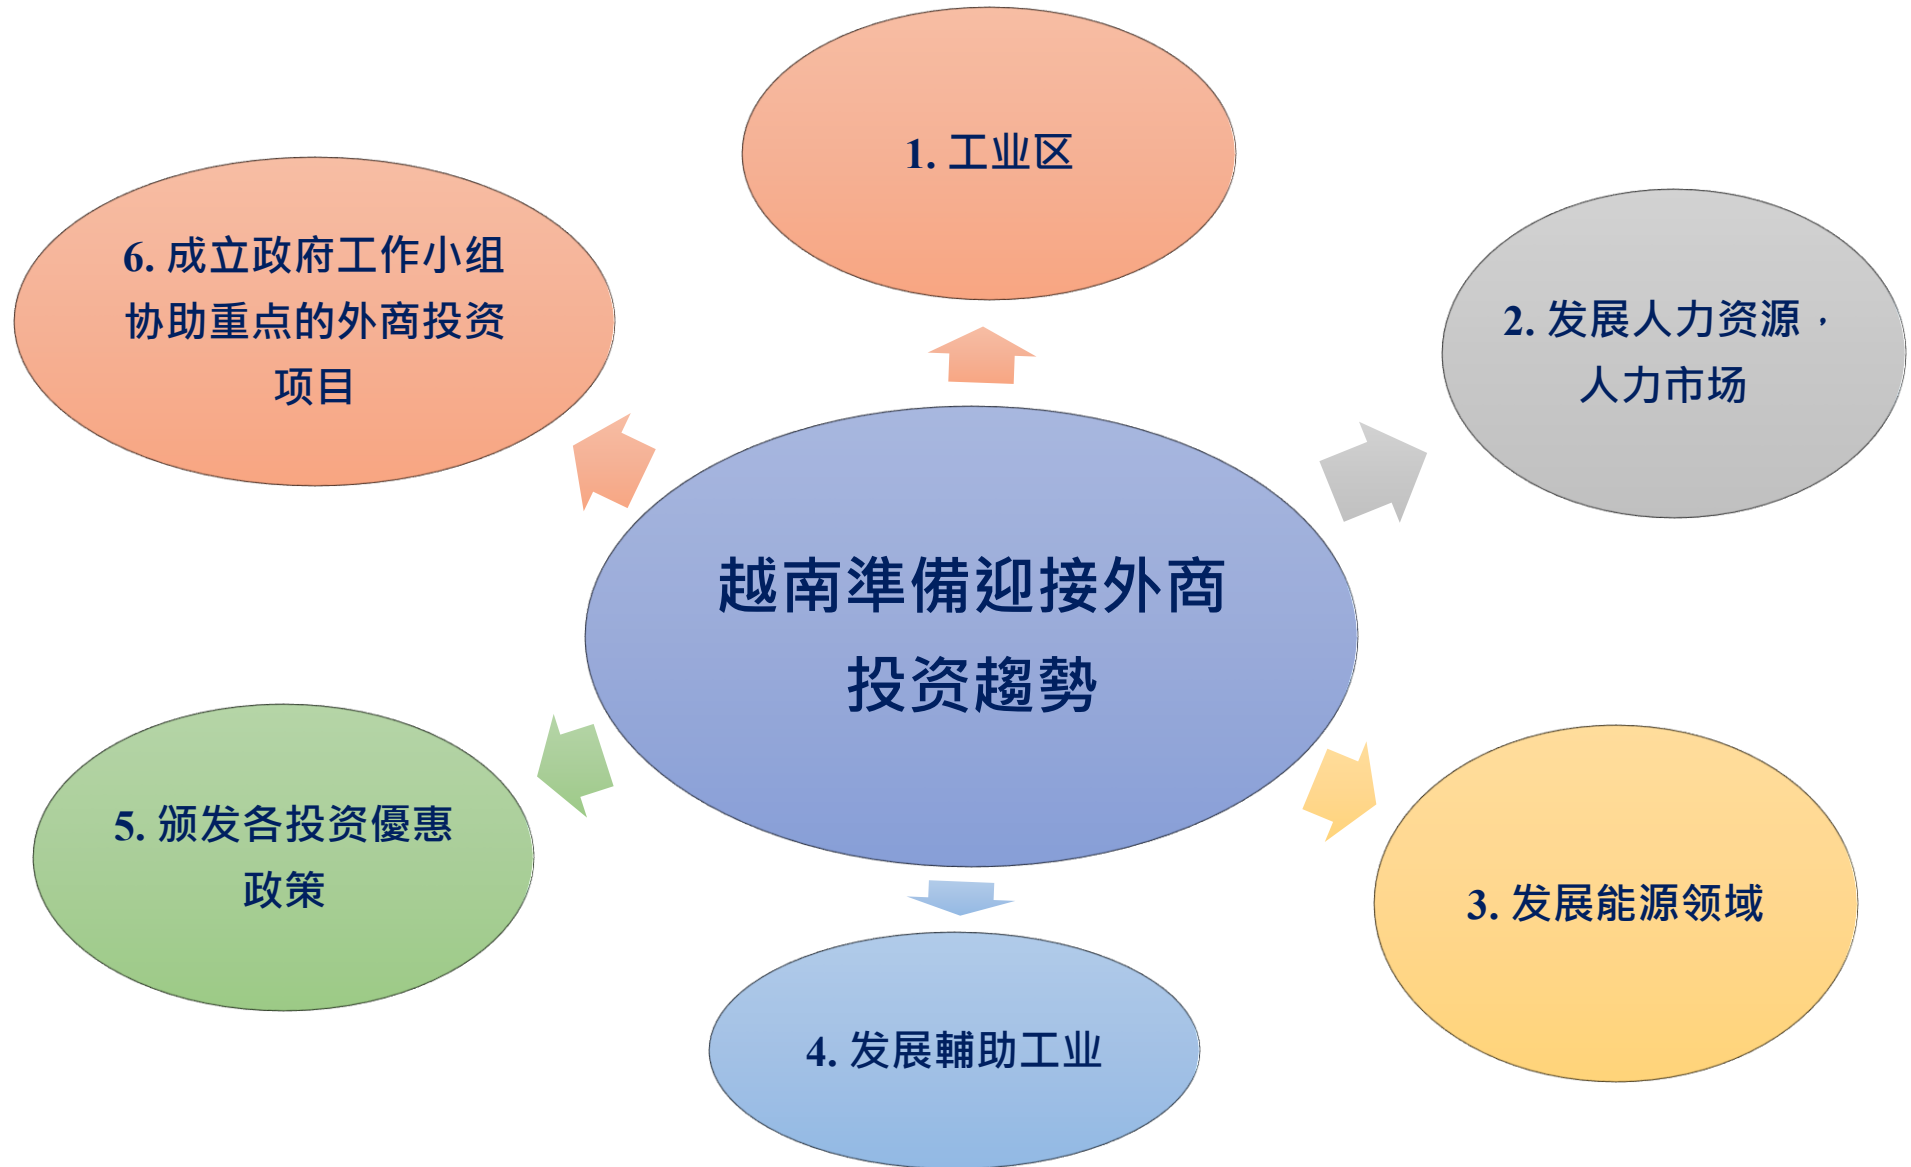 1. 工业区
2. 发展人力资源，
人力市场
3. 发展能源领域
4. 发展輔助工业
5. 颁发各投资優惠
政策
6. 成立政府工作小组
协助重点的外商投资
项目
越南準備迎接外商
投资趨勢